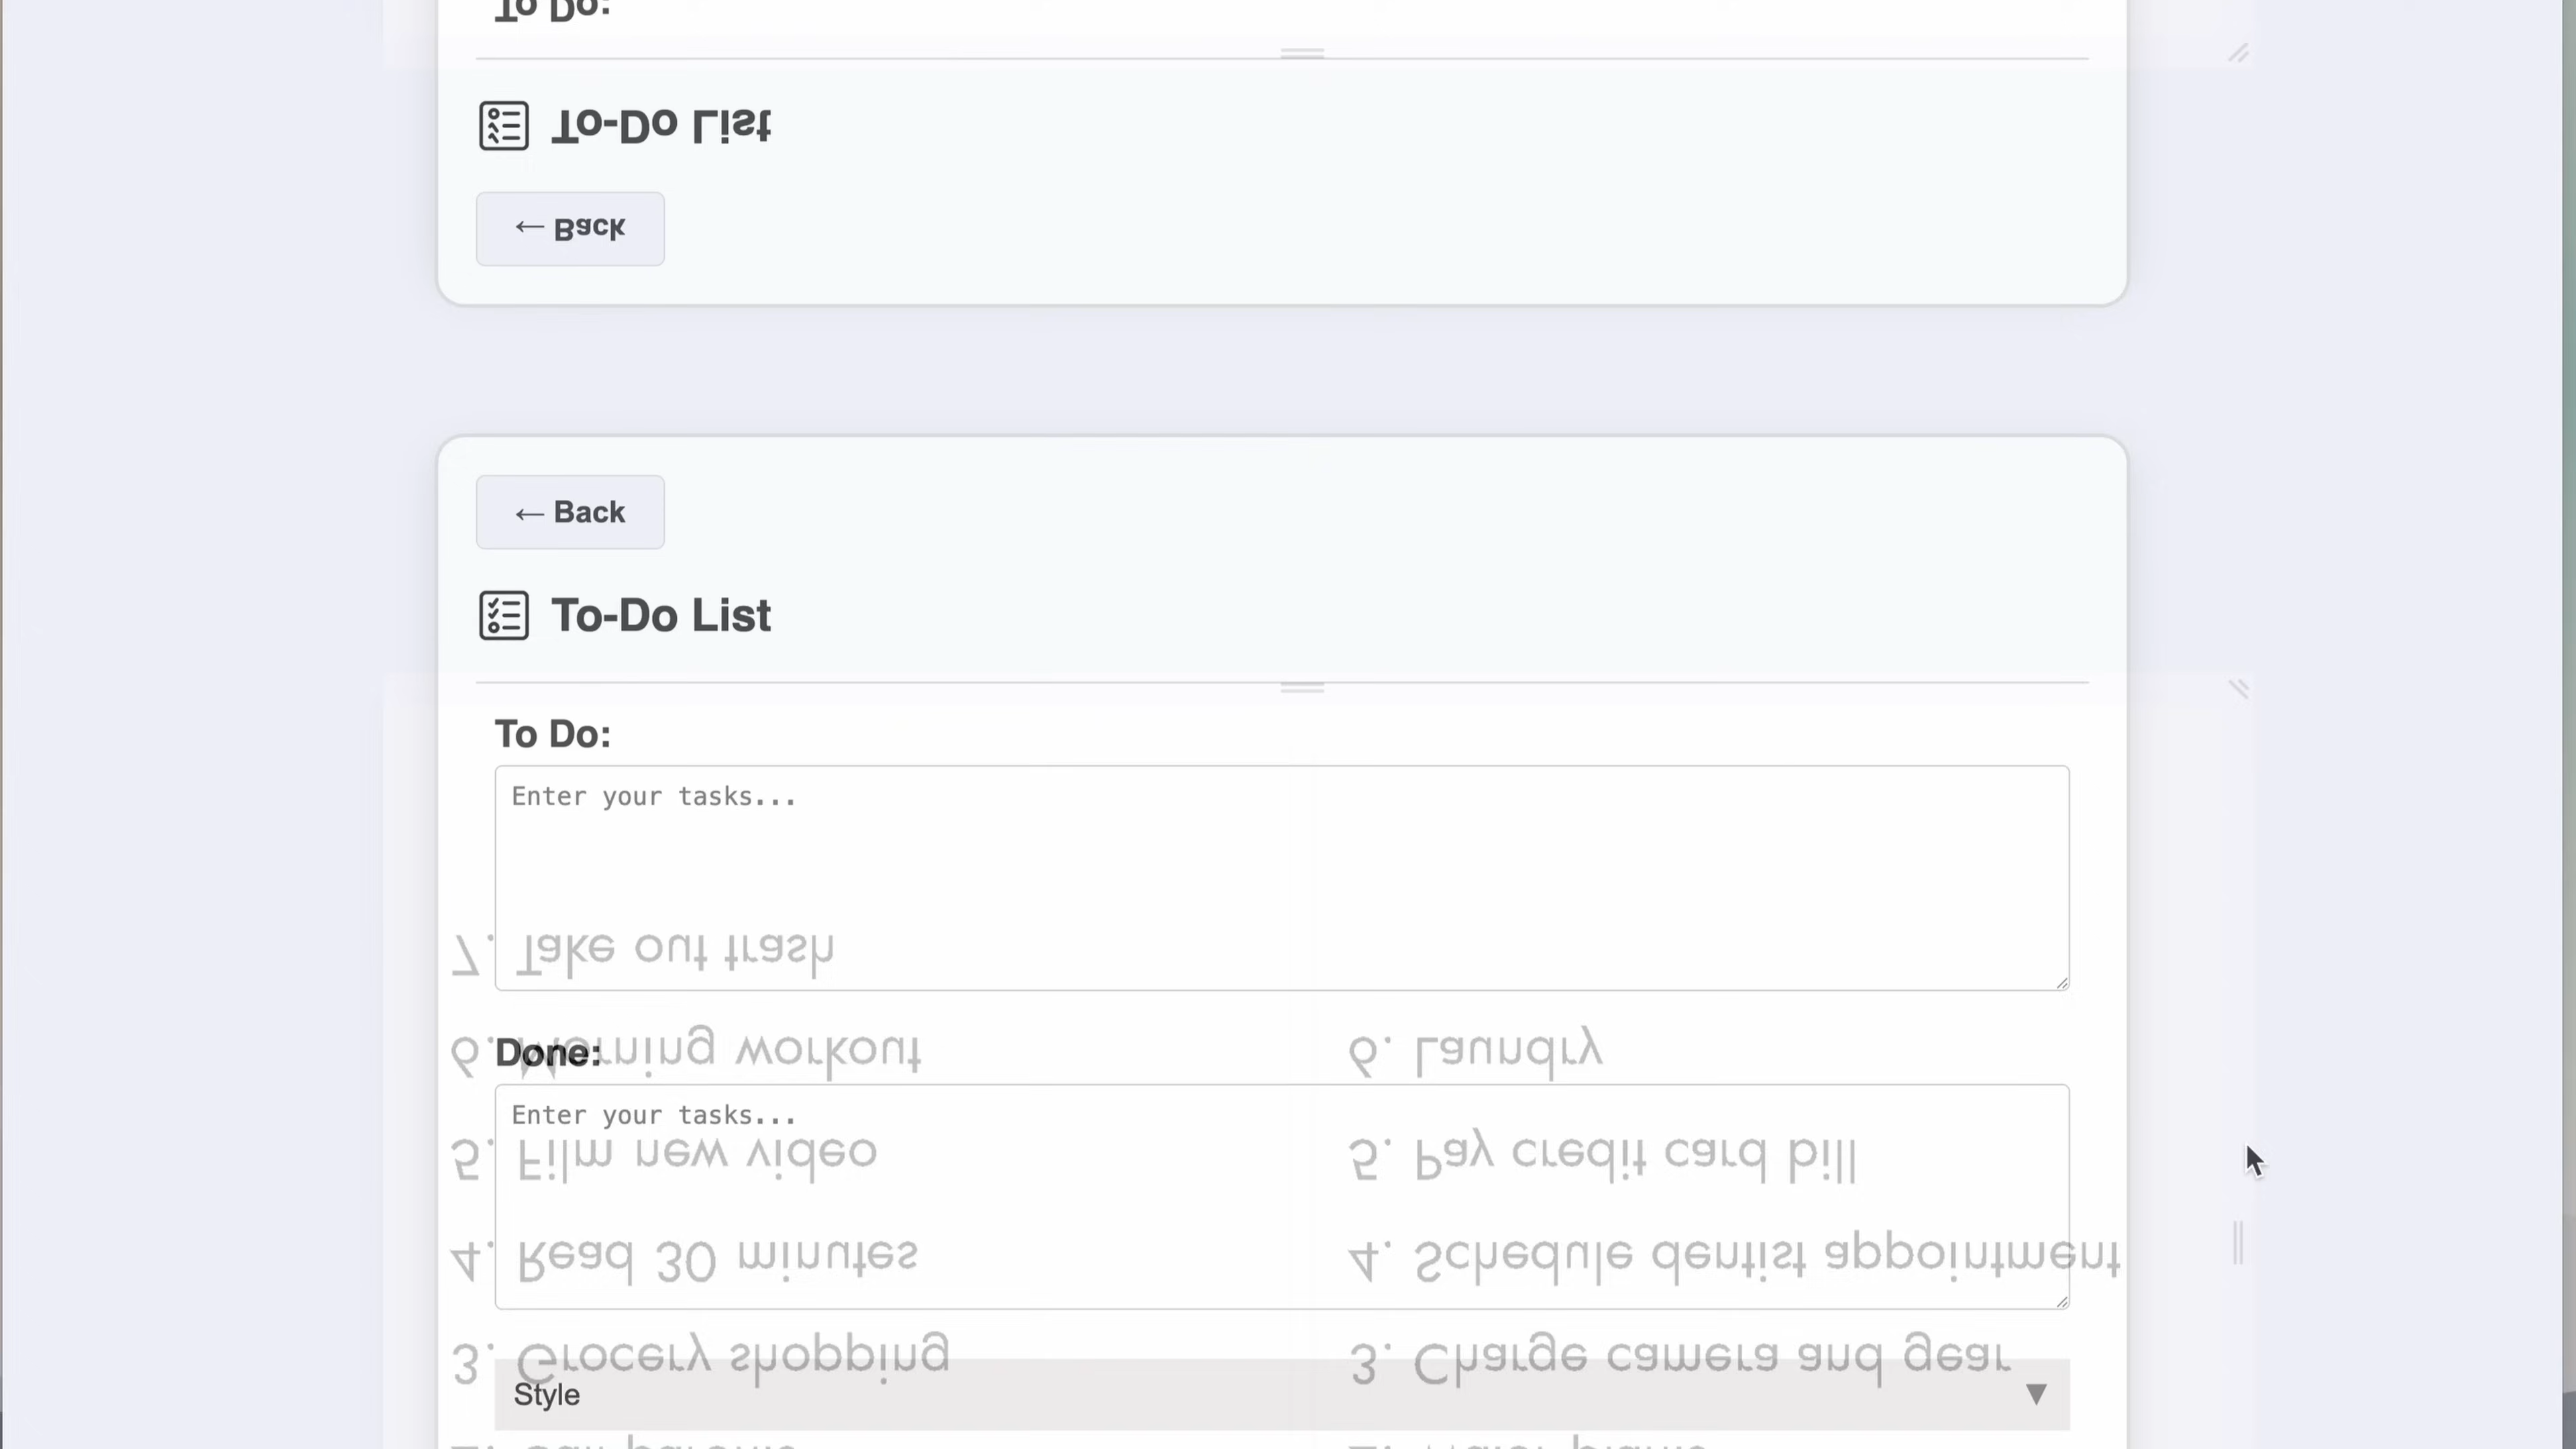 To Do:
To-Do List
← Back
← Back
To-Do List
To Do:
Enter your tasks...
7. Take out trash
6. Morning workout
6. Laundry
Done:
Enter your tasks...
5. Film new video
5. Pay credit card bill
4. Read 30 minutes
4. Schedule dentist appointment
3. Grocery shopping
3. Charge camera and gear
Style